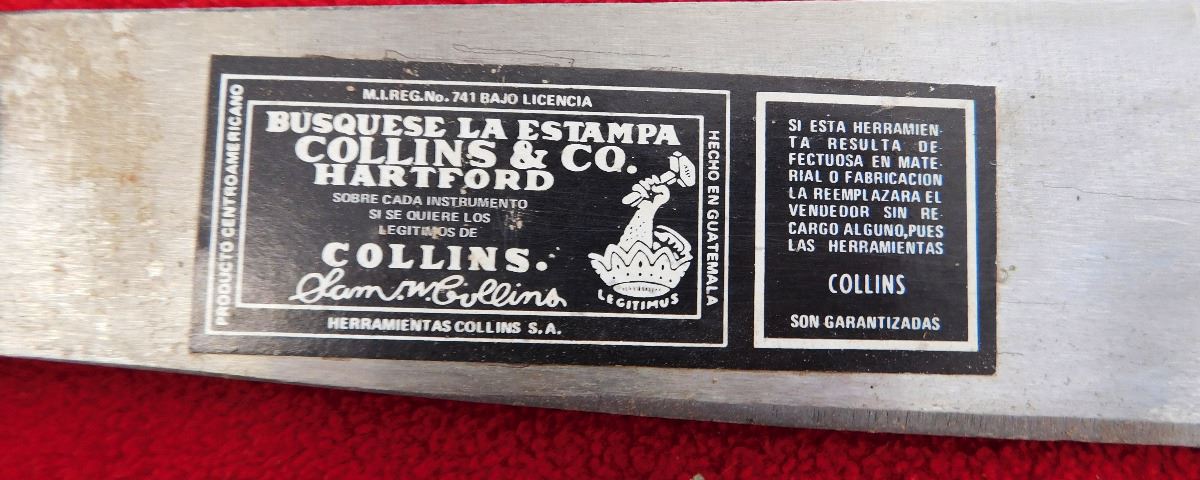 M.I.REG.No. 741 BAJO LICENCIA
PRODUCTO CENTROAMERICANO
BUSQUESE LA ESTAMPA
COLLINS & CO.
HARTFORD
SOBRE CADA INSTRUMENTO
SI SE QUIERE LOS
LEGITIMOS DE
COLLINS.
Sam. W. Collins
LEGITIMUS
HECHO EN GUATEMALA
HERRAMIENTAS COLLINS S.A.
SI ESTA HERRAMIEN-
TA RESULTA DE-
FECTUOSA EN MATE-
RIAL O FABRICACION
LA REEMPLAZARA EL
VENDEDOR SIN RE-
CARGO ALGUNO,PUES
LAS HERRAMIENTAS
COLLINS
SON GARANTIZADAS